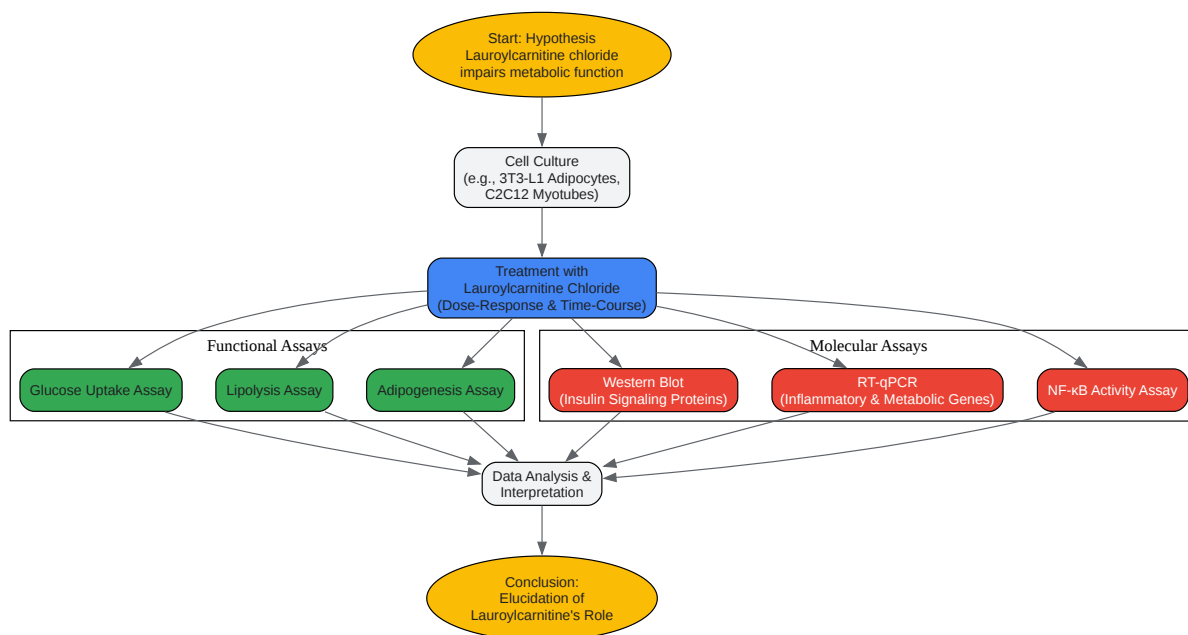 Start: Hypothesis
Lauroylcarnitine chloride
impairs metabolic function
Cell Culture
(e.g., 3T3-L1 Adipocytes,
C2C12 Myotubes)
Treatment with
Lauroylcarnitine Chloride
(Dose-Response & Time-Course)
Functional Assays
Glucose Uptake Assay
Lipolysis Assay
Adipogenesis Assay
Molecular Assays
Western Blot
(Insulin Signaling Proteins)
RT-qPCR
(Inflammatory & Metabolic Genes)
NF-κB Activity Assay
Data Analysis &
Interpretation
Conclusion:
Elucidation of
Lauroylcarnitine's Role